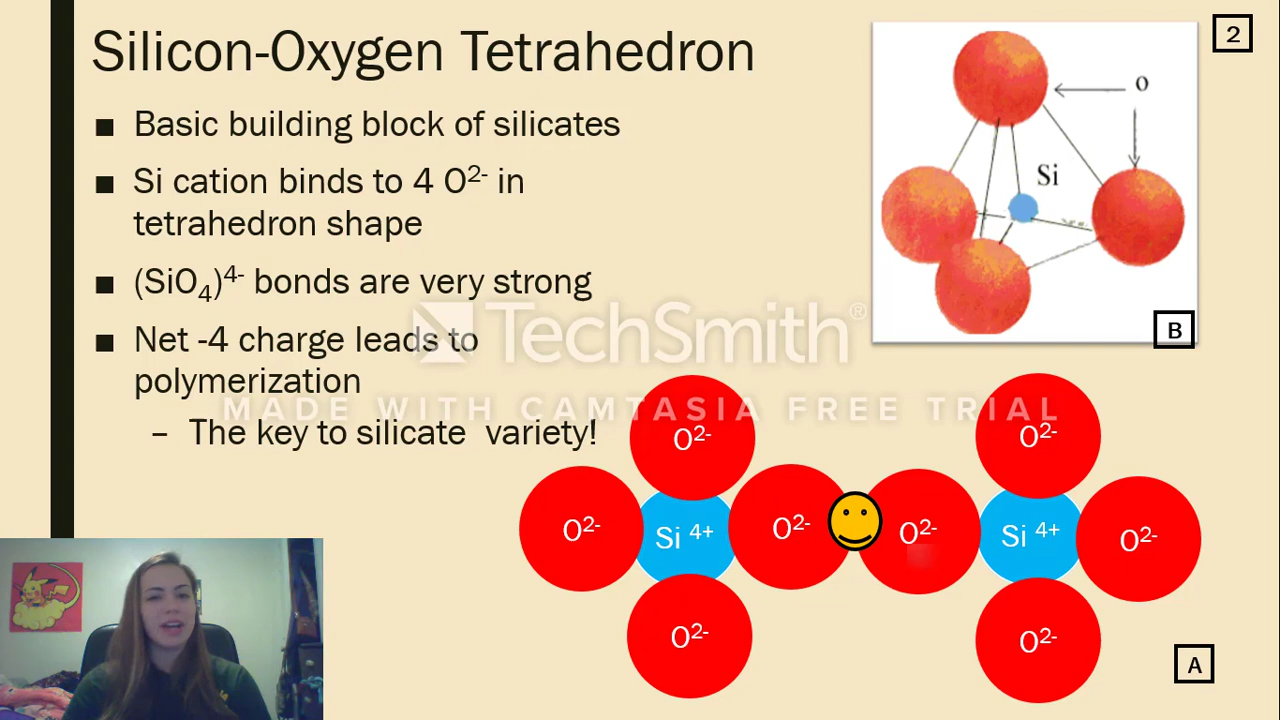 Silicon-Oxygen Tetrahedron
2
■ Basic building block of silicates
■ Si cation binds to 4 O²⁻ in
tetrahedron shape
■ (SiO₄)⁴⁻ bonds are very strong
■ Net -4 charge leads to
polymerization
– The key to silicate variety!
O
Si
B
TechSmith®
MADE WITH CAMTASIA FREE TRIAL
O²⁻
O²⁻
O²⁻ Si ⁴⁺ O²⁻ O²⁻ Si ⁴⁺ O²⁻
O²⁻
O²⁻
A